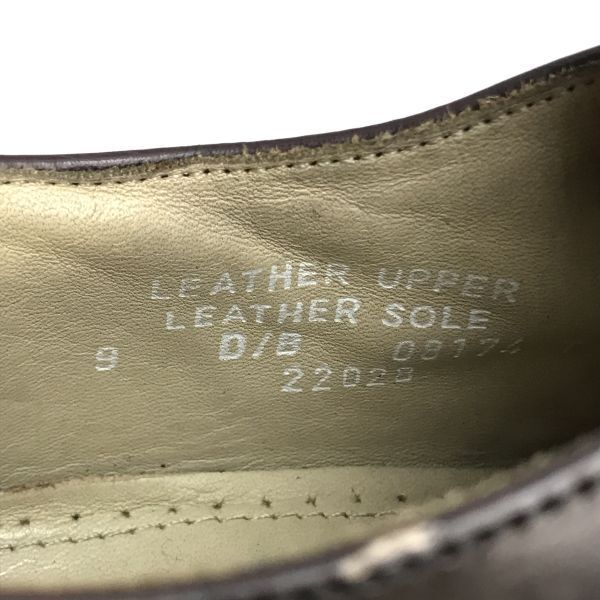 LEATHER UPPER
LEATHER SOLE
9 D/B 08174
22028